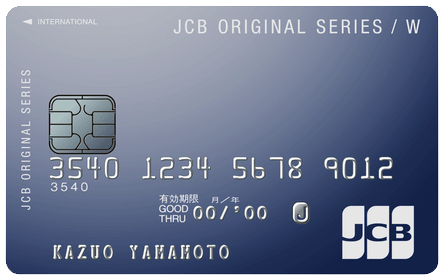 INTERNATIONAL
JCB ORIGINAL SERIES / W
JCB ORIGINAL SERIES
3540 1234 5678 9012
3540
有効期限 月／年
GOOD THRU 00/'00 J
KAZUO YAMAMOTO
JCB